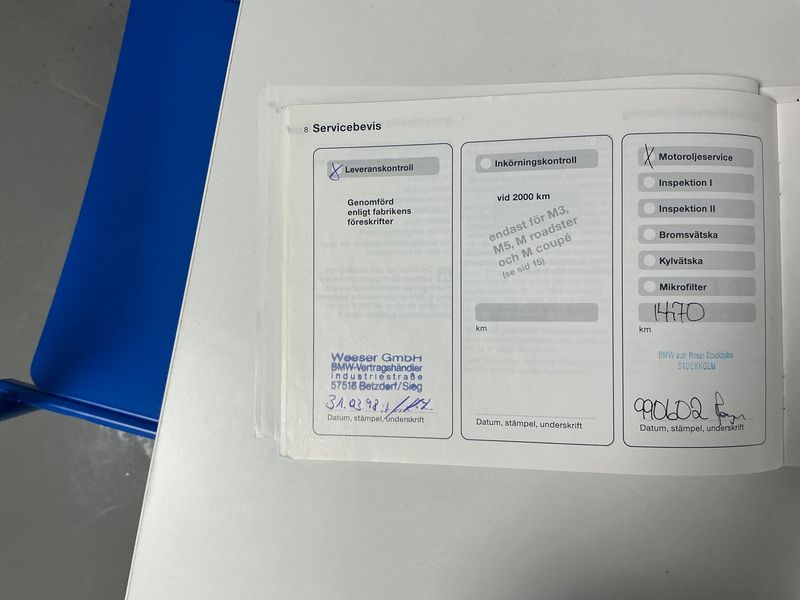 8 Servicebevis
X Leveranskontroll
Genomförd
enligt fabrikens
föreskrifter
Weeser GmbH
BMW-Vertragshändler
Industriestraße
57518 Betzdorf/Sieg
31.03.98
Datum, stämpel, underskrift
Inkörningskontroll
vid 2000 km
endast för M3,
M5, M roadster
och M coupé
(se sid 15)
km
Datum, stämpel, underskrift
X Motoroljeservice
Inspektion I
Inspektion II
Bromsvätska
Kylvätska
Mikrofilter
1470
km
BMW och Rover Stockholm
STOCKHOLM
990602
Datum, stämpel, underskrift